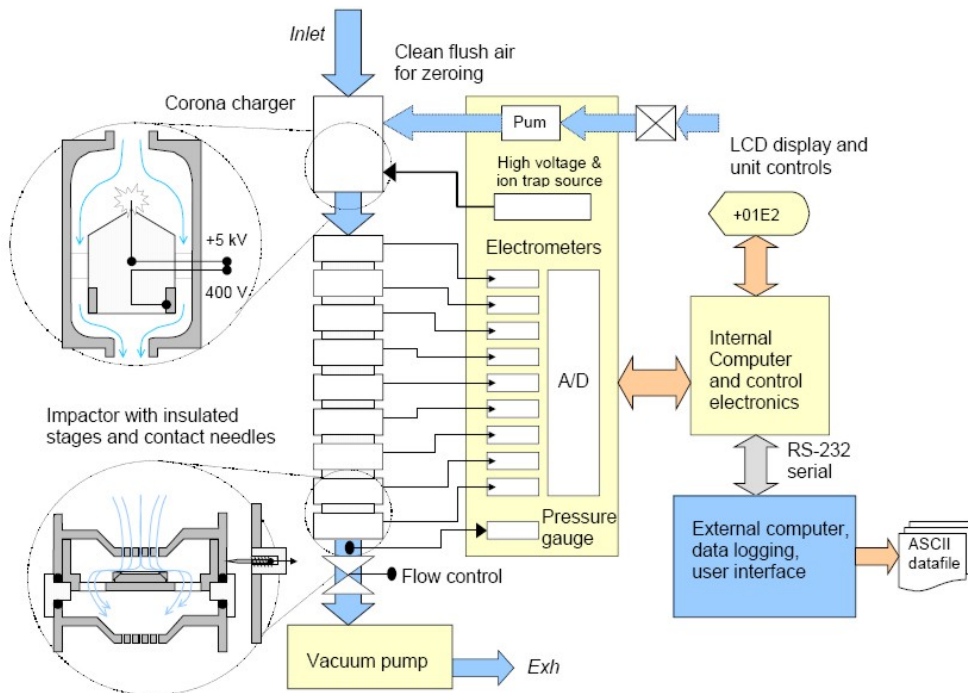 Inlet
Clean flush air
for zeroing
Corona charger
Pum
LCD display and
unit controls
High voltage &
ion trap source
+01E2
+5 kV
400 V
Electrometers
A/D
Internal
Computer
and control
electronics
Impactor with insulated
stages and contact needles
RS-232
serial
Pressure
gauge
External computer,
data logging,
user interface
ASCII
datafile
Flow control
Vacuum pump
Exh